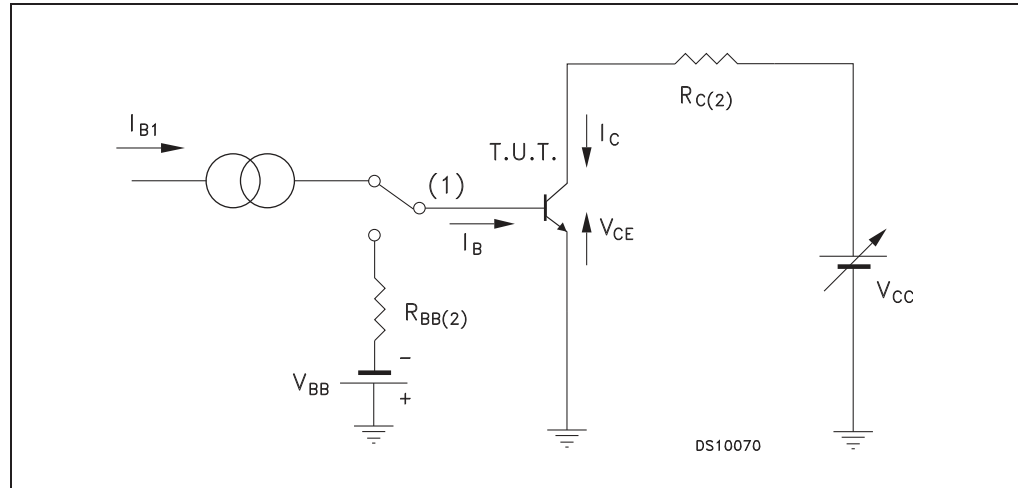 I B1
R C(2)
I C
T.U.T.
(1)
I B
V CE
V CC
R BB(2)
−
V BB
+
DS10070